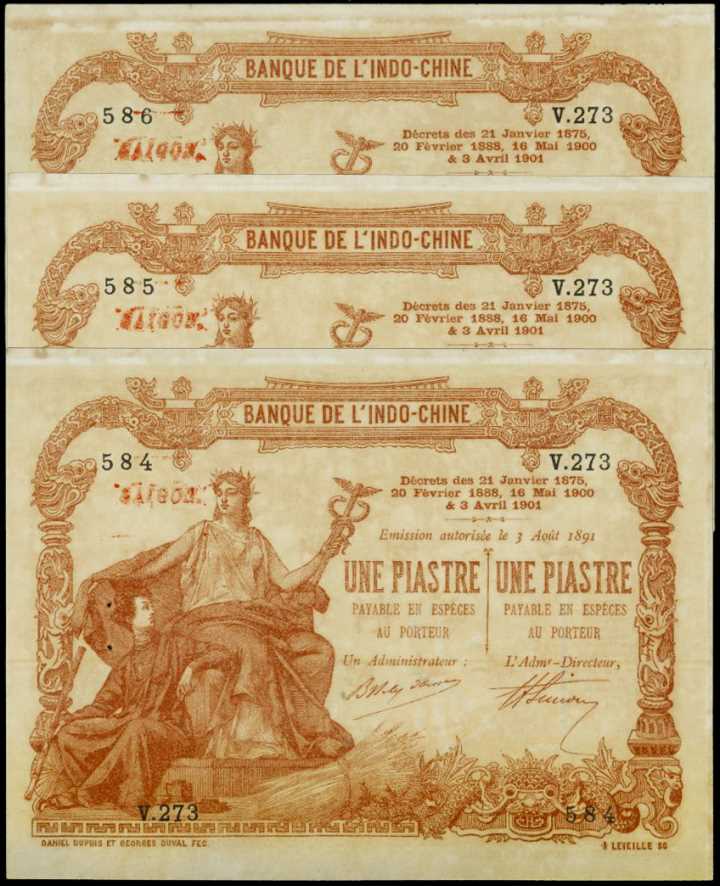 BANQUE DE L'INDO-CHINE
586 V.273
SAIGON
Décrets des 21 Janvier 1875,
20 Février 1888, 16 Mai 1900
& 3 Avril 1901
BANQUE DE L'INDO-CHINE
585 V.273
SAIGON
Décrets des 21 Janvier 1875,
20 Février 1888, 16 Mai 1900
& 3 Avril 1901
BANQUE DE L'INDO-CHINE
584 V.273
SAIGON
Décrets des 21 Janvier 1875,
20 Février 1888, 16 Mai 1900
& 3 Avril 1901
Emission autorisée le 3 Août 1891
UNE PIASTRE UNE PIASTRE
PAYABLE EN ESPÈCES PAYABLE EN ESPÈCES
AU PORTEUR AU PORTEUR
Un Administrateur : L'Admr-Directeur,
V.273 584
DANIEL DUPUIS ET GEORGES DUVAL FEC. LEVEILLE SC